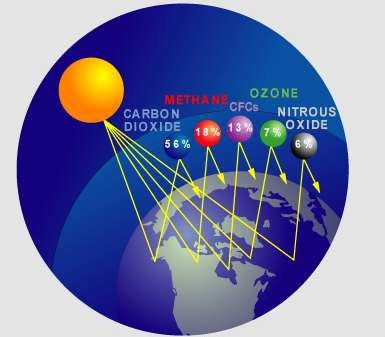 CARBON
DIOXIDE
56%
METHANE
18%
CFCs
13%
OZONE
7%
NITROUS
OXIDE
6%